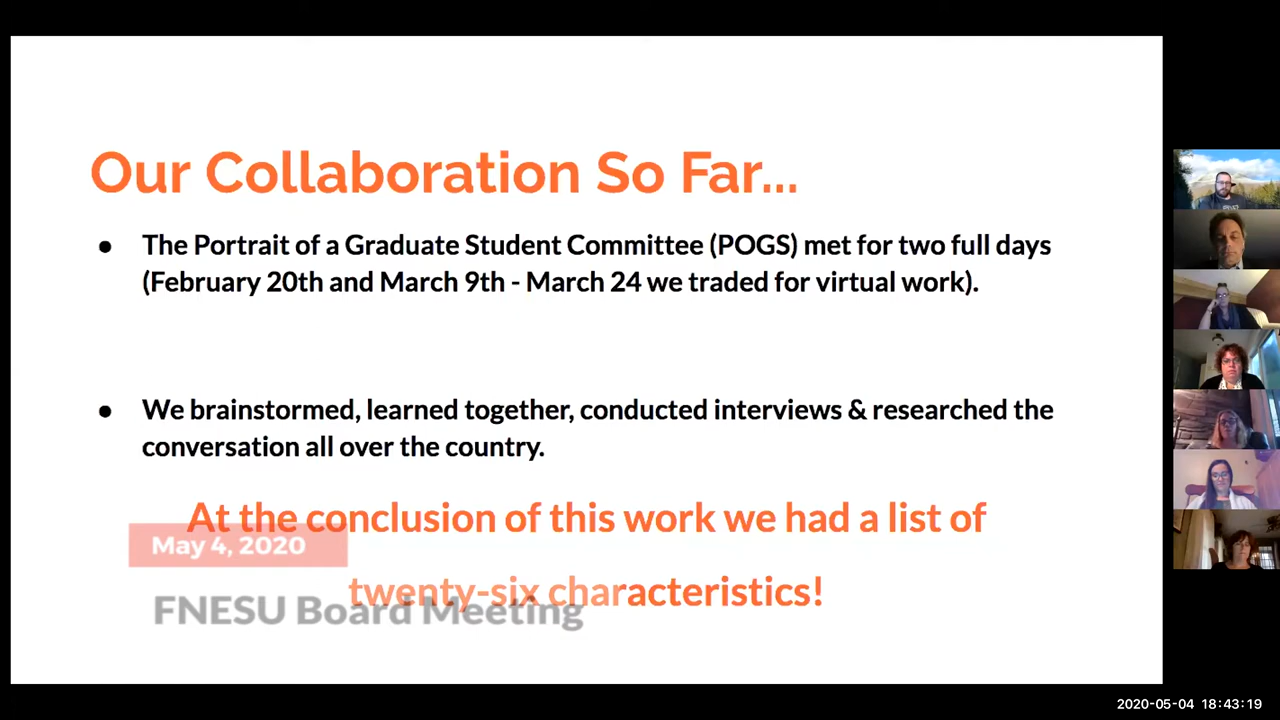 Our Collaboration So Far...
● The Portrait of a Graduate Student Committee (POGS) met for two full days
(February 20th and March 9th - March 24 we traded for virtual work).
● We brainstormed, learned together, conducted interviews & researched the
conversation all over the country.
At the conclusion of this work we had a list of
May 4, 2020
twenty-six characteristics!
FNESU Board Meeting
2020-05-04 18:43:19